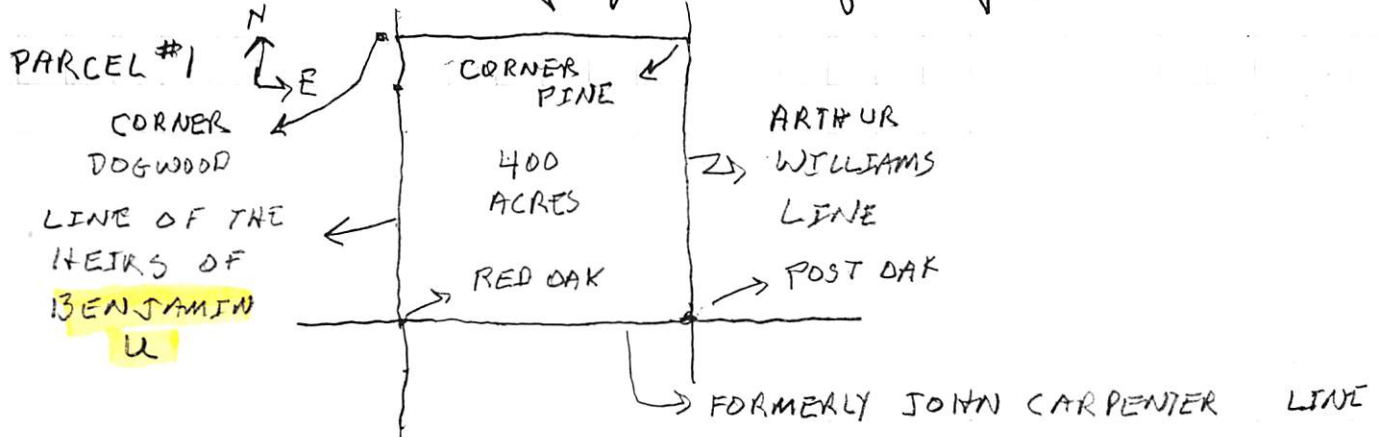 N
PARCEL #1
E
CORNER
PINE
CORNER
DOGWOOD
400
ACRES
ARTHUR
WILLIAMS
LINE
LINE OF THE
HEIRS OF
BENJAMIN
U
RED OAK
POST OAK
FORMERLY JOHN CARPENTER LINE